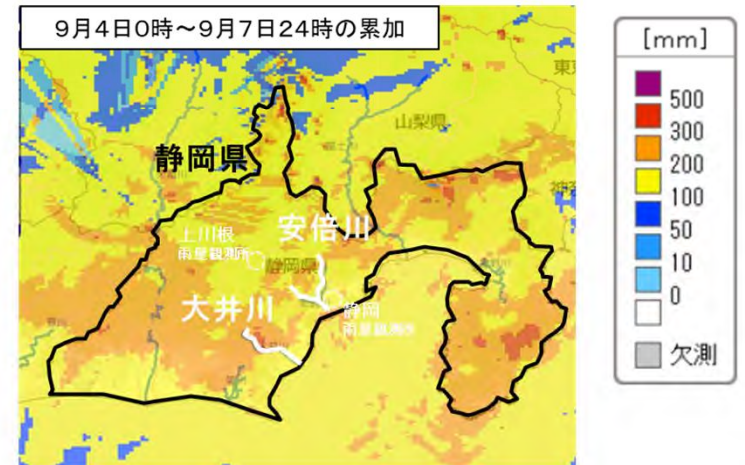 9月4日0時～9月7日24時の累加
[mm]
500
300
200
100
50
10
0
欠測
山梨県
静岡県
安倍川
上川根
雨量観測所
静岡県
大井川
静岡
雨量観測所